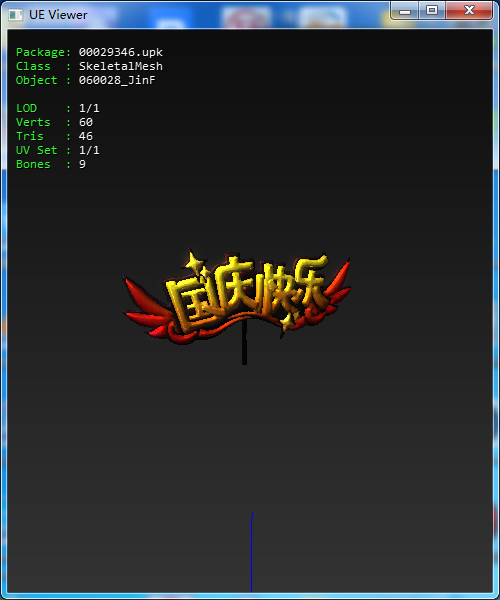 UE Viewer
Package: 00029346.upk
Class : SkeletalMesh
Object : 060028_JinF
LOD : 1/1
Verts : 60
Tris : 46
UV Set : 1/1
Bones : 9
国庆快乐